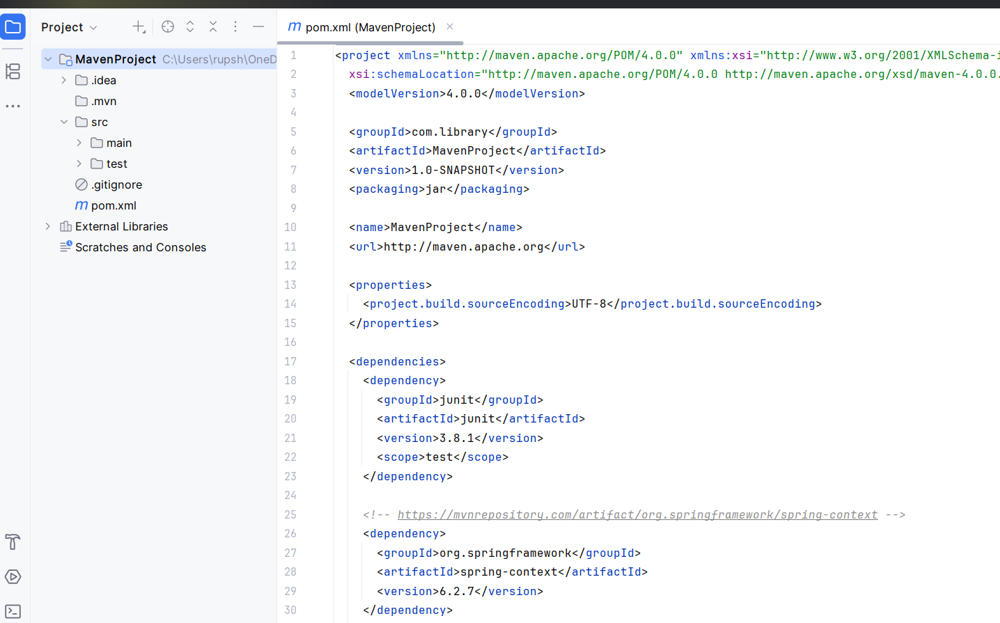 Project
MavenProject C:\Users\rupsh\OneD
.idea
.mvn
src
main
test
.gitignore
m pom.xml
External Libraries
Scratches and Consoles
m pom.xml (MavenProject)
1 <project xmlns="http://maven.apache.org/POM/4.0.0" xmlns:xsi="http://www.w3.org/2001/XMLSchema-i
2 xsi:schemaLocation="http://maven.apache.org/POM/4.0.0 http://maven.apache.org/xsd/maven-4.0.0.
3 <modelVersion>4.0.0</modelVersion>
4
5 <groupId>com.library</groupId>
6 <artifactId>MavenProject</artifactId>
7 <version>1.0-SNAPSHOT</version>
8 <packaging>jar</packaging>
9
10 <name>MavenProject</name>
11 <url>http://maven.apache.org</url>
12
13 <properties>
14 <project.build.sourceEncoding>UTF-8</project.build.sourceEncoding>
15 </properties>
16
17 <dependencies>
18 <dependency>
19 <groupId>junit</groupId>
20 <artifactId>junit</artifactId>
21 <version>3.8.1</version>
22 <scope>test</scope>
23 </dependency>
24
25 <!-- https://mvnrepository.com/artifact/org.springframework/spring-context -->
26 <dependency>
27 <groupId>org.springframework</groupId>
28 <artifactId>spring-context</artifactId>
29 <version>6.2.7</version>
30 </dependency>